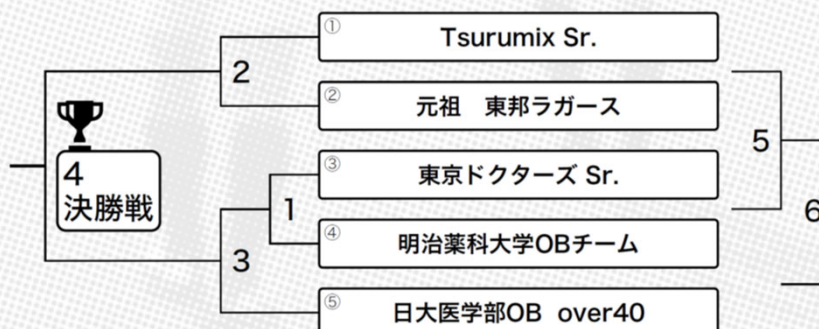 ① Tsurumix Sr.
2
② 元祖　東邦ラガース
5
4
決勝戦
③ 東京ドクターズ Sr.
1
6
④ 明治薬科大学OBチーム
3
⑤ 日大医学部OB over40